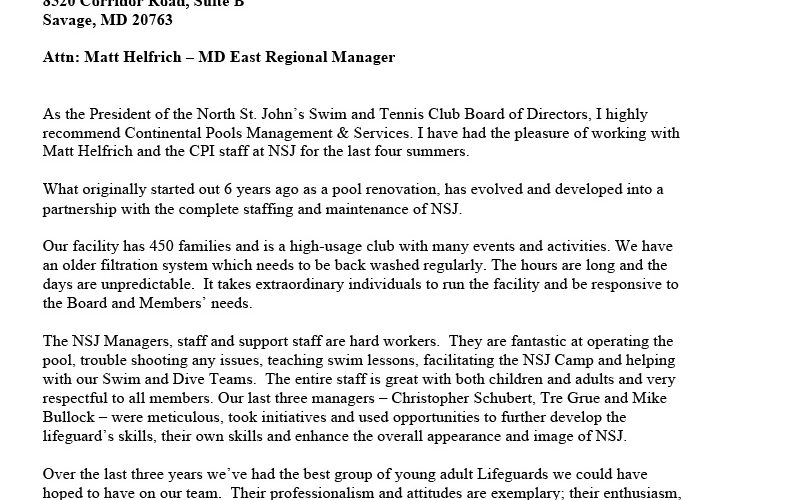 8520 Corridor Road, Suite B
Savage, MD 20763
Attn: Matt Helfrich – MD East Regional Manager
As the President of the North St. John’s Swim and Tennis Club Board of Directors, I highly
recommend Continental Pools Management & Services. I have had the pleasure of working with
Matt Helfrich and the CPI staff at NSJ for the last four summers.
What originally started out 6 years ago as a pool renovation, has evolved and developed into a
partnership with the complete staffing and maintenance of NSJ.
Our facility has 450 families and is a high-usage club with many events and activities. We have
an older filtration system which needs to be back washed regularly. The hours are long and the
days are unpredictable.  It takes extraordinary individuals to run the facility and be responsive to
the Board and Members’ needs.
The NSJ Managers, staff and support staff are hard workers.  They are fantastic at operating the
pool, trouble shooting any issues, teaching swim lessons, facilitating the NSJ Camp and helping
with our Swim and Dive Teams.  The entire staff is great with both children and adults and very
respectful to all members. Our last three managers – Christopher Schubert, Tre Grue and Mike
Bullock – were meticulous, took initiatives and used opportunities to further develop the
lifeguard’s skills, their own skills and enhance the overall appearance and image of NSJ.
Over the last three years we’ve had the best group of young adult Lifeguards we could have
hoped to have on our team.  Their professionalism and attitudes are exemplary; their enthusiasm,